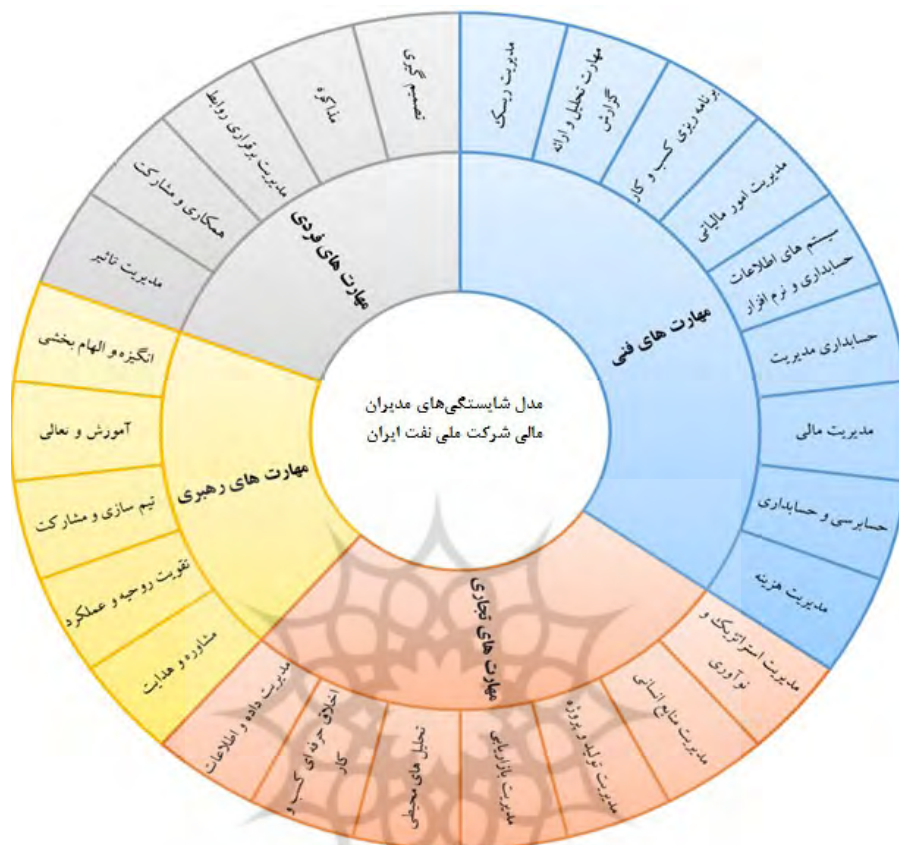 مدل شایستگی‌های مدیران
مالی شرکت ملی نفت ایران
مهارت های فنی
مدیریت ریسک
مهارت تحلیل و ارائه
گزارش
برنامه ریزی کسب و کار
مدیریت امور مالیاتی
سیستم های اطلاعات
حسابداری و نرم افزار
حسابداری مدیریت
مدیریت مالی
حسابرسی و حسابداری
مدیریت هزینه
مهارت های تجاری
مدیریت استراتژیک و
نوآوری
مدیریت منابع انسانی
مدیریت تولید و پروژه
مدیریت بازاریابی
تحلیل های محیطی
اخلاق حرفه ای کسب و
کار
مدیریت داده و اطلاعات
مهارت های رهبری
مشاوره و هدایت
تقویت روحیه و عملکرد
تیم سازی و مشارکت
آموزش و تعالی
انگیزه و الهام بخشی
مهارت های فردی
مدیریت تاثیر
همکاری و مشارکت
مدیریت برقراری روابط
مذاکره
تصمیم گیری